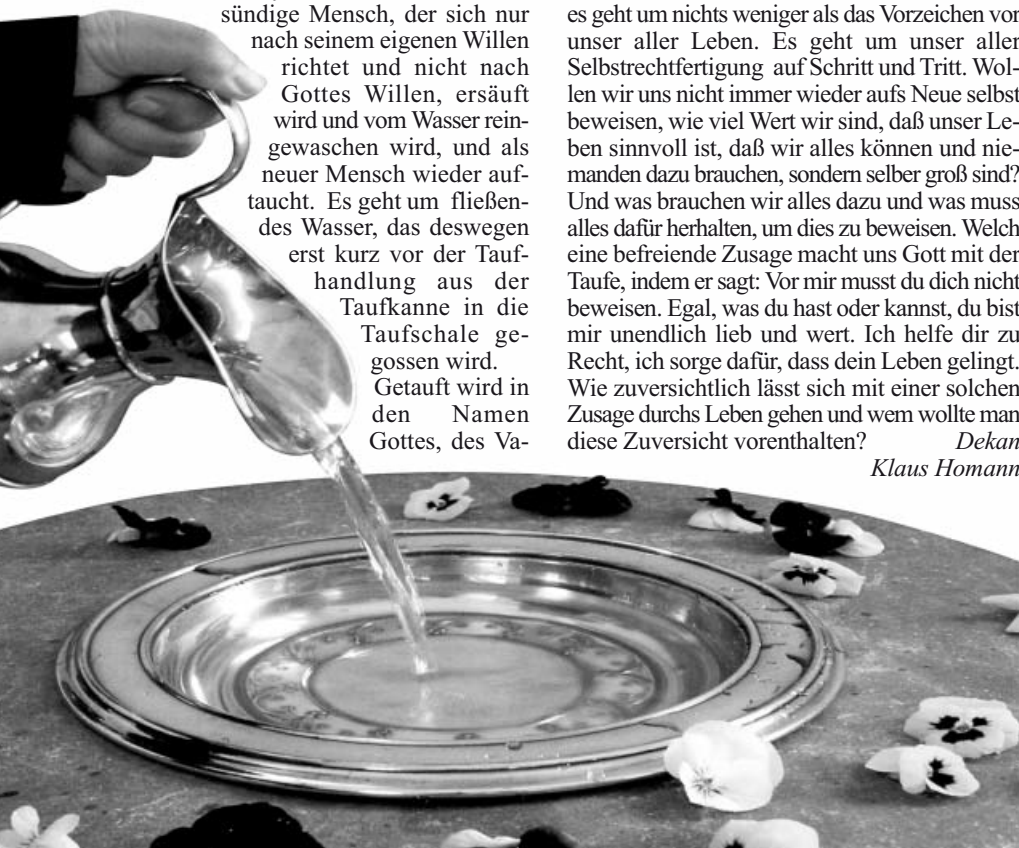 sündige Mensch, der sich nur
nach seinem eigenen Willen
richtet und nicht nach
Gottes Willen, ersäuft
wird und vom Wasser rein-
gewaschen wird, und als
neuer Mensch wieder auf-
taucht. Es geht um fließen-
des Wasser, das deswegen
erst kurz vor der Tauf-
handlung aus der
Taufkanne in die
Taufschale ge-
gossen wird.
Getauft wird in
den Namen
Gottes, des Va-
es geht um nichts weniger als das Vorzeichen vor
unser aller Leben. Es geht um unser aller
Selbstrechtfertigung auf Schritt und Tritt. Wol-
len wir uns nicht immer wieder aufs Neue selbst
beweisen, wie viel Wert wir sind, daß unser Le-
ben sinnvoll ist, daß wir alles können und nie-
manden dazu brauchen, sondern selber groß sind?
Und was brauchen wir alles dazu und was muss
alles dafür herhalten, um dies zu beweisen. Welch
eine befreiende Zusage macht uns Gott mit der
Taufe, indem er sagt: Vor mir musst du dich nicht
beweisen. Egal, was du hast oder kannst, du bist
mir unendlich lieb und wert. Ich helfe dir zu
Recht, ich sorge dafür, dass dein Leben gelingt.
Wie zuversichtlich lässt sich mit einer solchen
Zusage durchs Leben gehen und wem wollte man
diese Zuversicht vorenthalten? Dekan
Klaus Homann